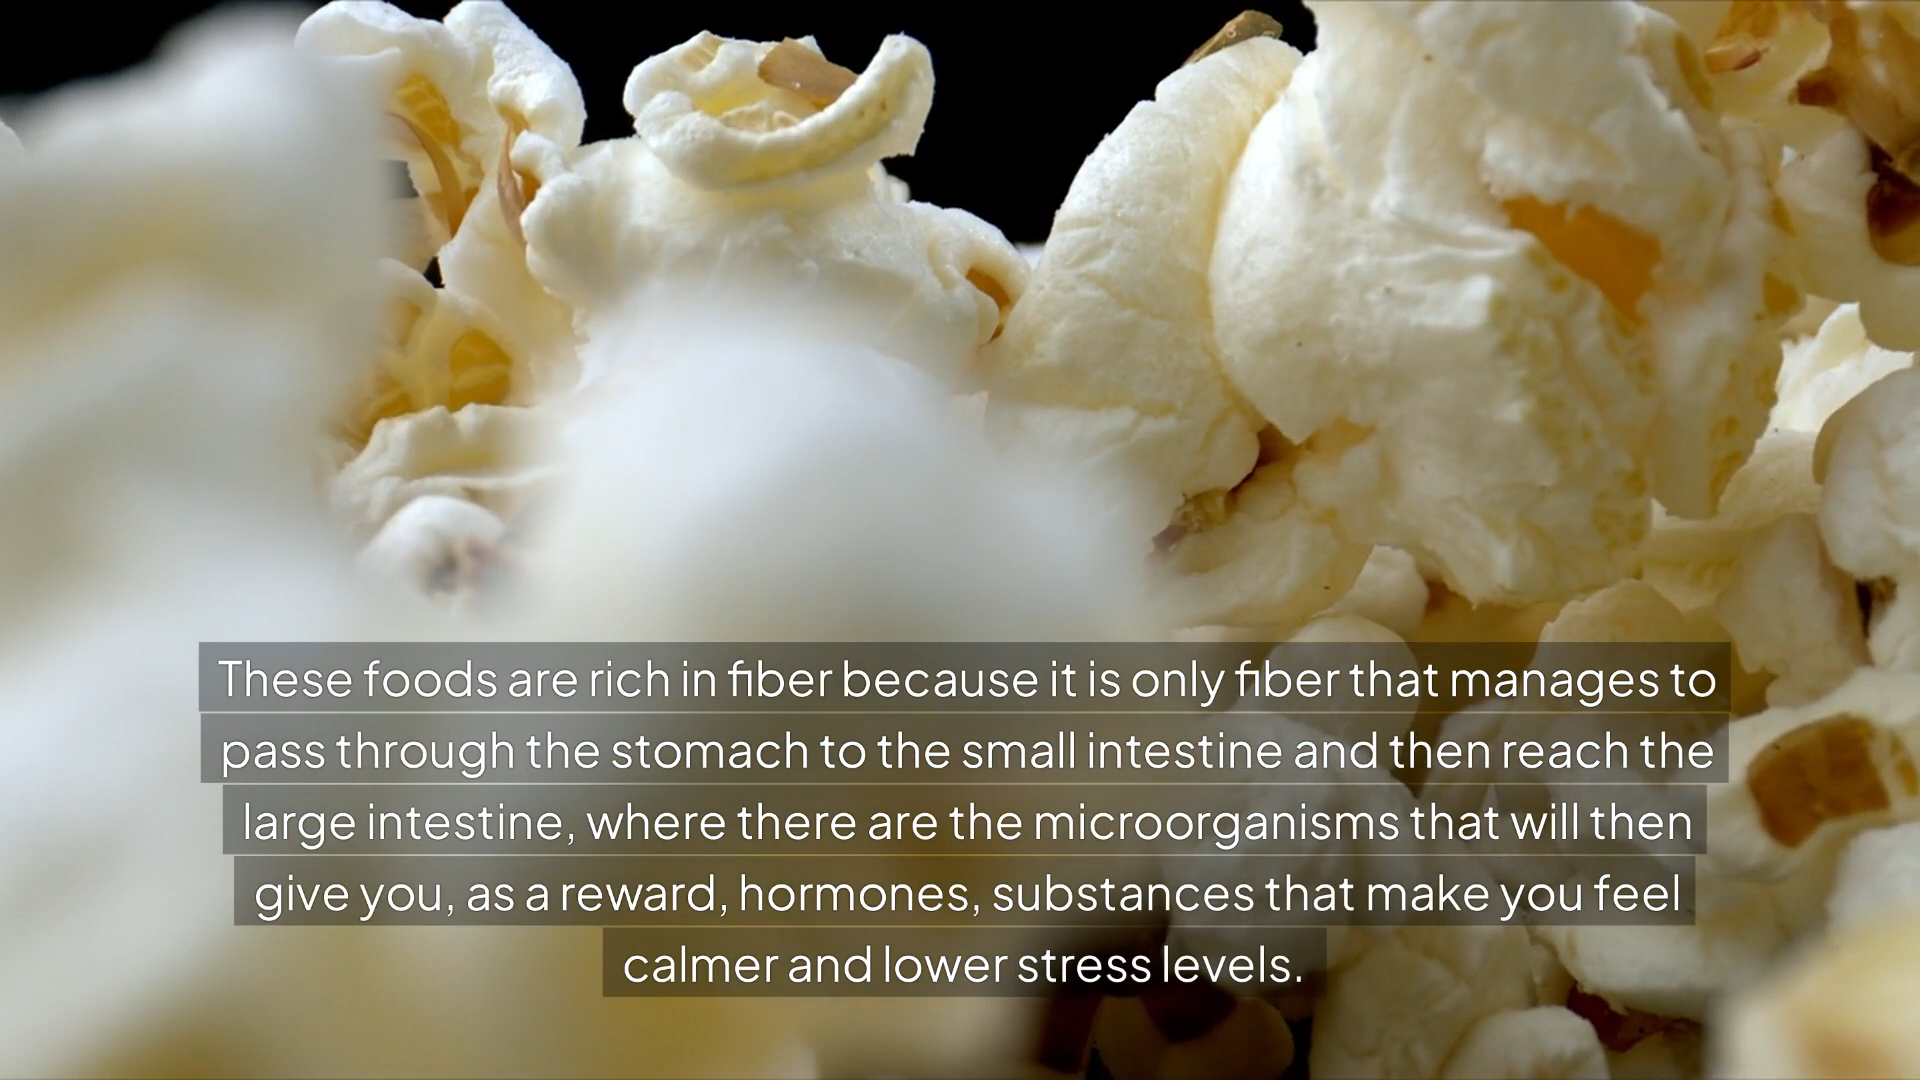 These foods are rich in fiber because it is only fiber that manages to
pass through the stomach to the small intestine and then reach the
large intestine, where there are the microorganisms that will then
give you, as a reward, hormones, substances that make you feel
calmer and lower stress levels.